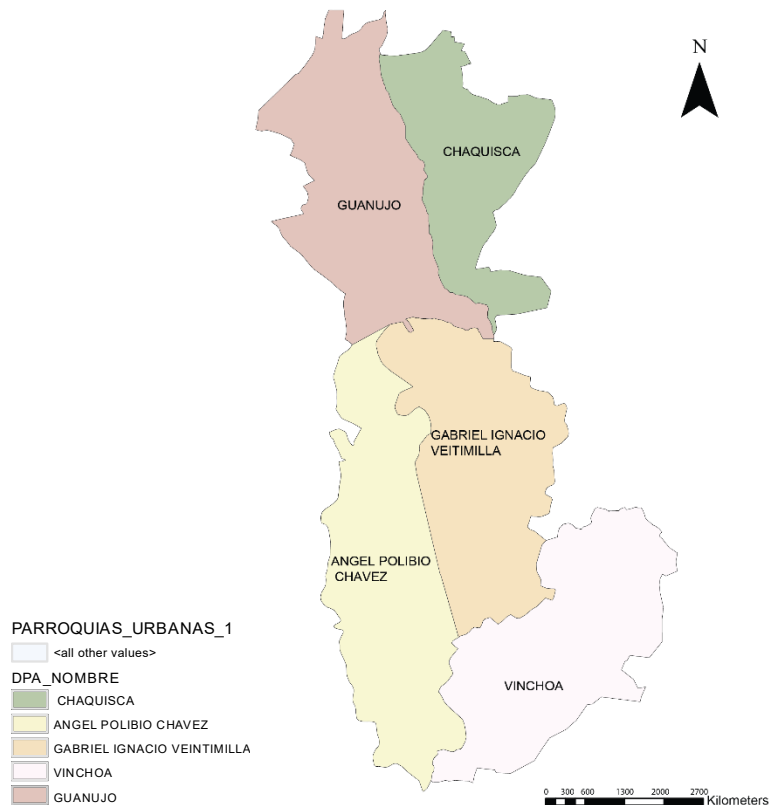 N
CHAQUISCA
GUANUJO
GABRIEL IGNACIO
VEITIMILLA
ANGEL POLIBIO
CHAVEZ
VINCHOA
PARROQUIAS_URBANAS_1
<all other values>
DPA_NOMBRE
CHAQUISCA
ANGEL POLIBIO CHAVEZ
GABRIEL IGNACIO VEINTIMILLA
VINCHOA
GUANUJO
0 300 600 1300 2000 2700
Kilometers